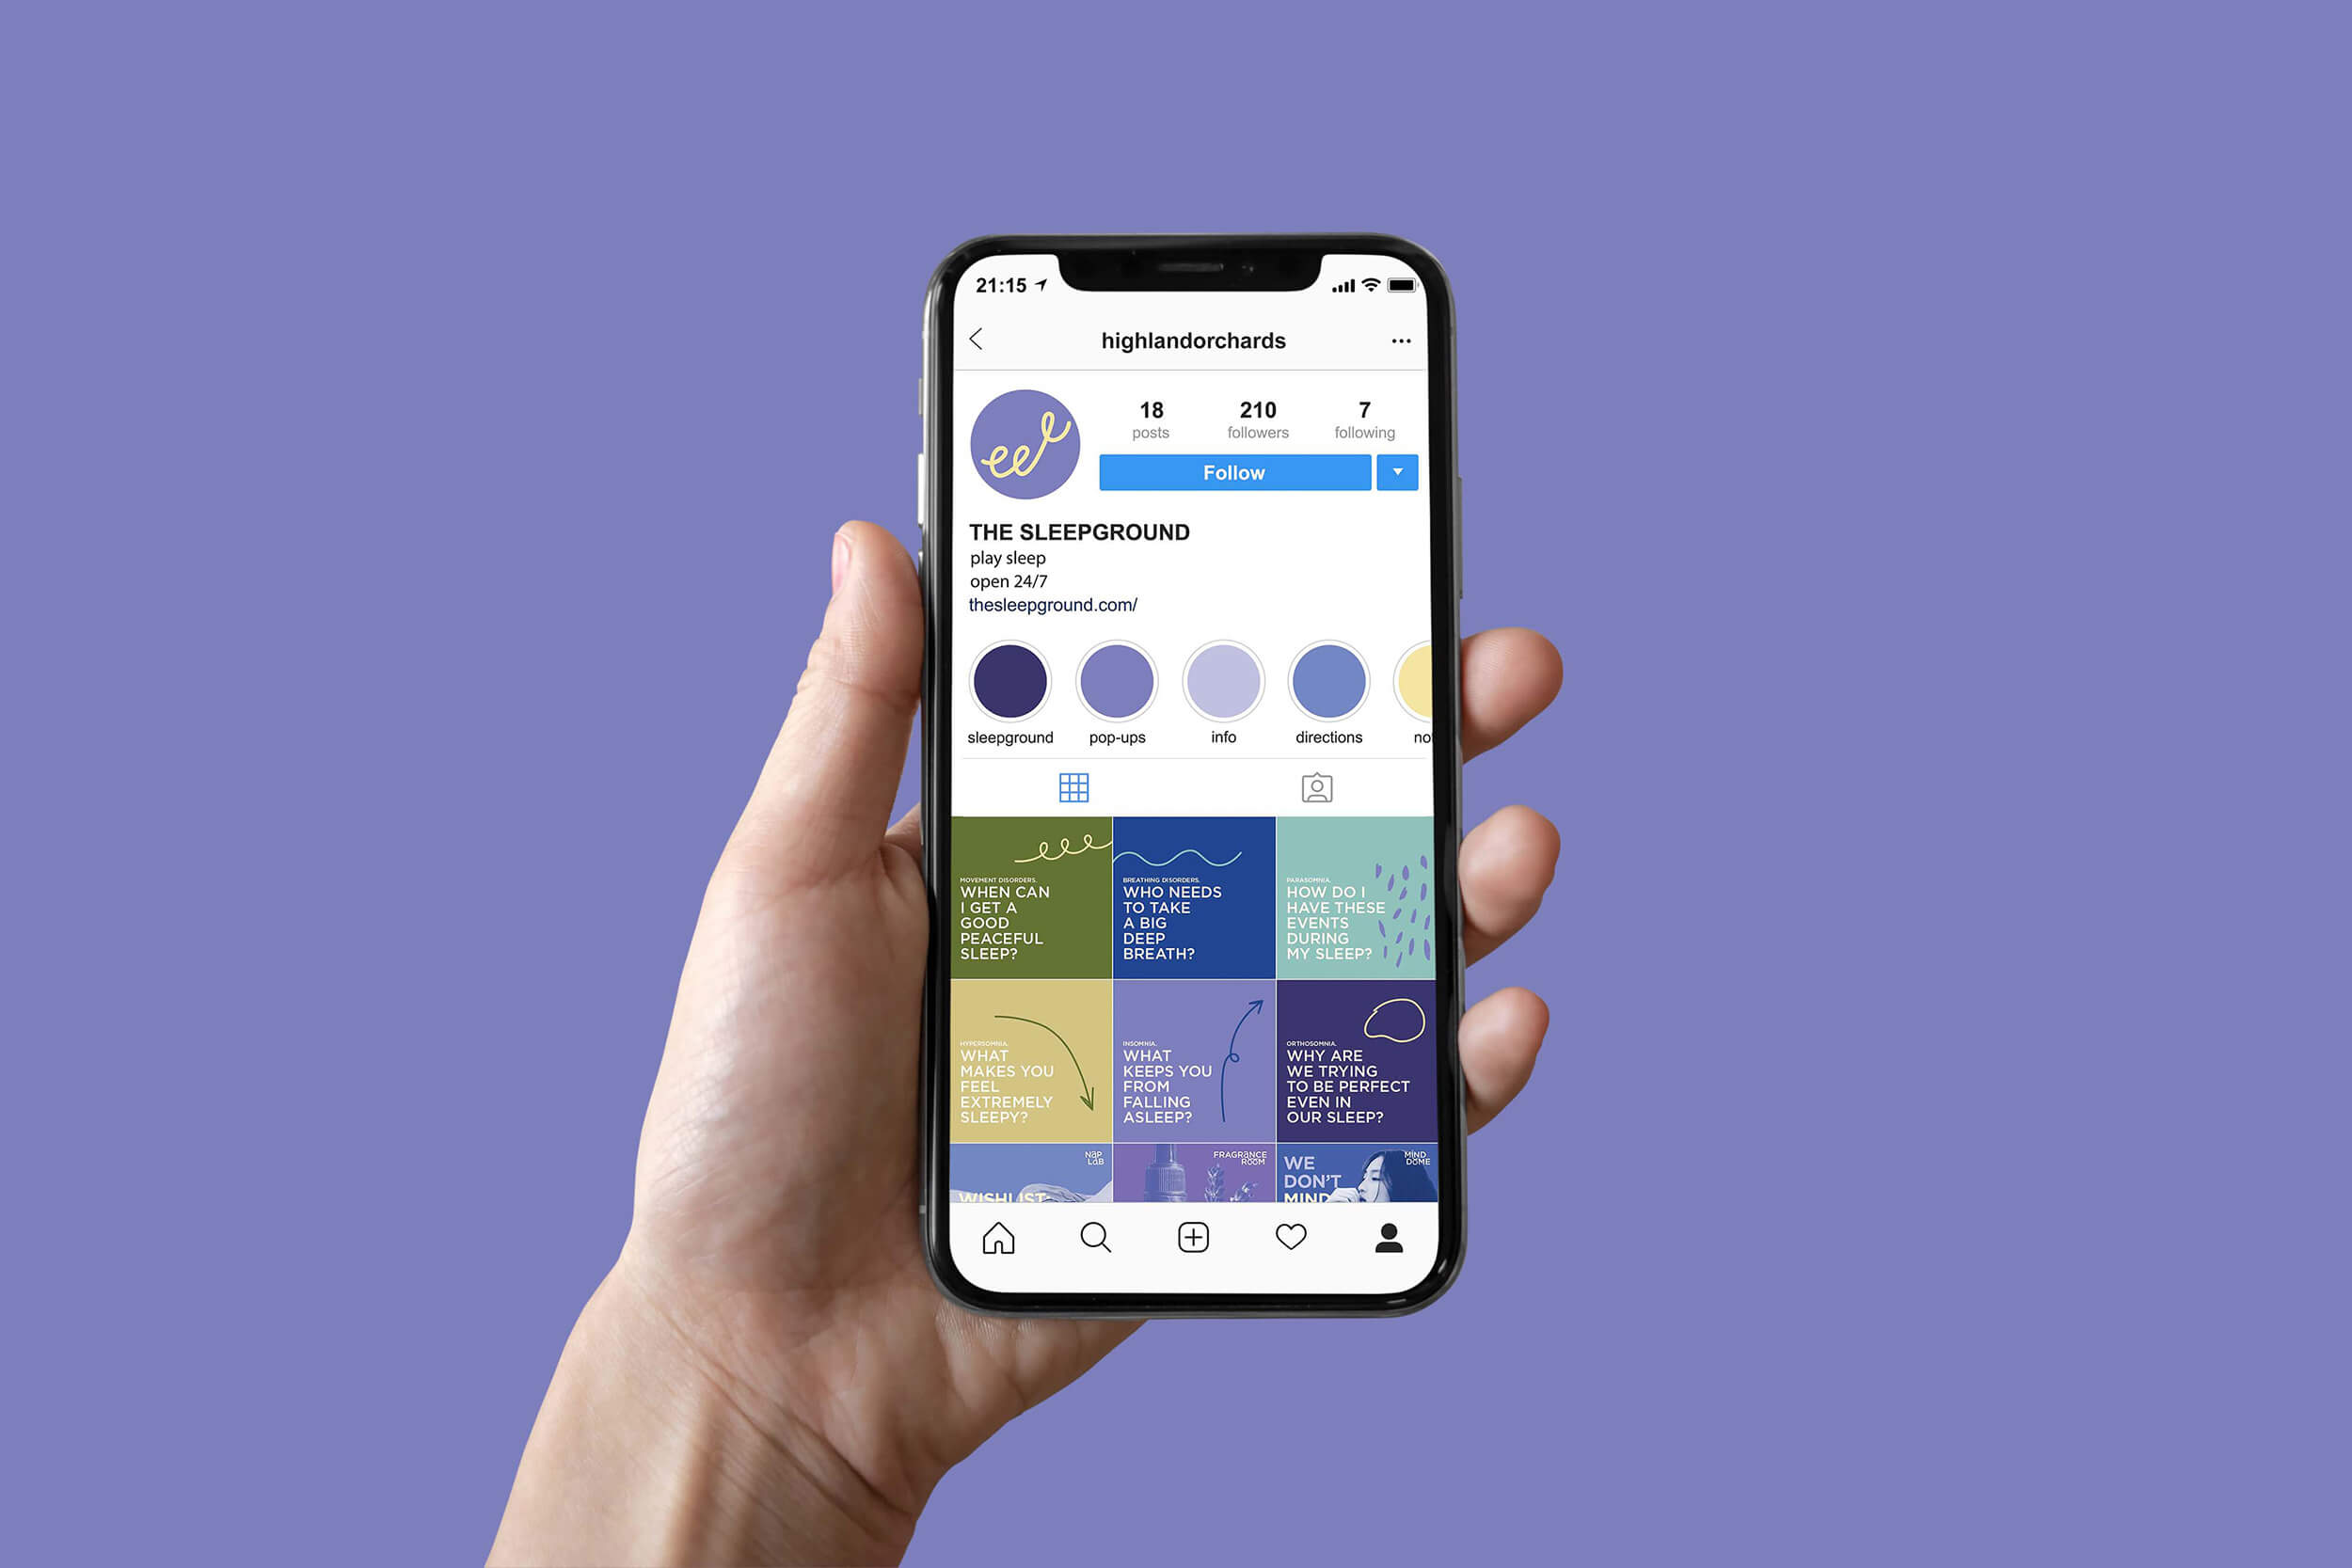 21:15
highlandorchards
18 210 7
posts followers following
Follow
THE SLEEPGROUND
play sleep
open 24/7
thesleepground.com/
sleepground pop-ups info directions no
MOVEMENT DISORDERS.
WHEN CAN
I GET A
GOOD
PEACEFUL
SLEEP?
BREATHING DISORDERS.
WHO NEEDS
TO TAKE
A BIG
DEEP
BREATH?
PARASOMNIA.
HOW DO I
HAVE THESE
EVENTS
DURING
MY SLEEP?
HYPERSOMNIA.
WHAT
MAKES YOU
FEEL
EXTREMELY
SLEEPY?
INSOMNIA.
WHAT
KEEPS YOU
FROM
FALLING
ASLEEP?
ORTHOSOMNIA.
WHY ARE
WE TRYING
TO BE PERFECT
EVEN IN
OUR SLEEP?
NaP
LaB
WISHLIST:
FRAGRaNCE
ROOM
WE
DON'T
MIND
MIND
DOME